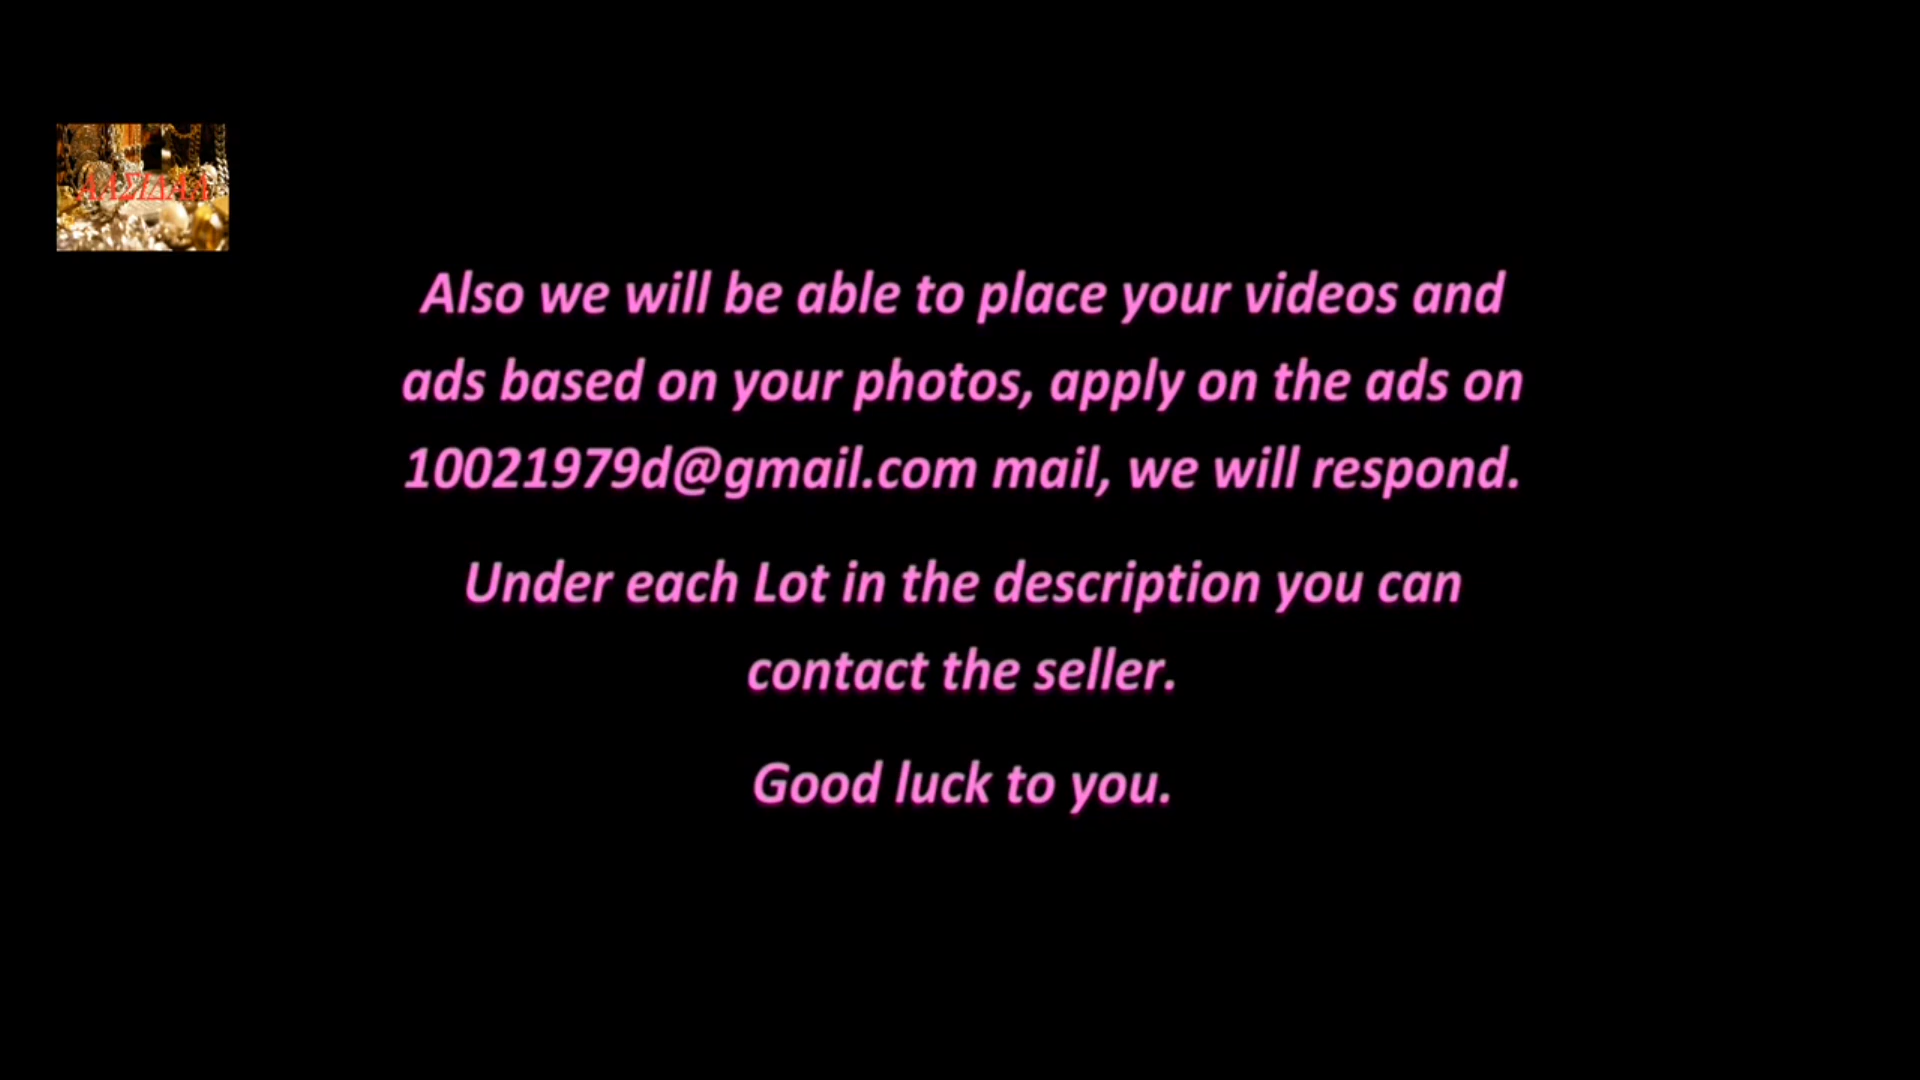 Also we will be able to place your videos and
ads based on your photos, apply on the ads on
10021979d@gmail.com mail, we will respond.
Under each Lot in the description you can
contact the seller.
Good luck to you.